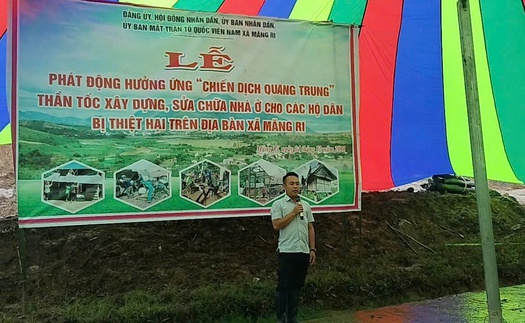 ĐẢNG ỦY, HỘI ĐỒNG NHÂN DÂN, ỦY BAN NHÂN DÂN,
ỦY BAN MẶT TRẬN TỔ QUỐC VIỆT NAM XÃ MĂNG RI
LỄ
PHÁT ĐỘNG HƯỞNG ỨNG "CHIẾN DỊCH QUANG TRUNG"
THẦN TỐC XÂY DỰNG, SỬA CHỮA NHÀ Ở CHO CÁC HỘ DÂN
BỊ THIỆT HẠI TRÊN ĐỊA BÀN XÃ MĂNG RI